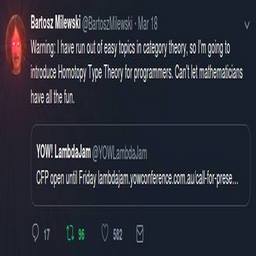 Bartosz Milewski @BartoszMilewski · Mar 18
Warning: I have run out of easy topics in category theory, so I'm going to
introduce Homotopy Type Theory for programmers. Can't let mathematicians
have all the fun.
YOW! LambdaJam @YOWLambdaJam
CFP open until Friday lambdajam.yowconference.com.au/call-for-prese...
17 96 582